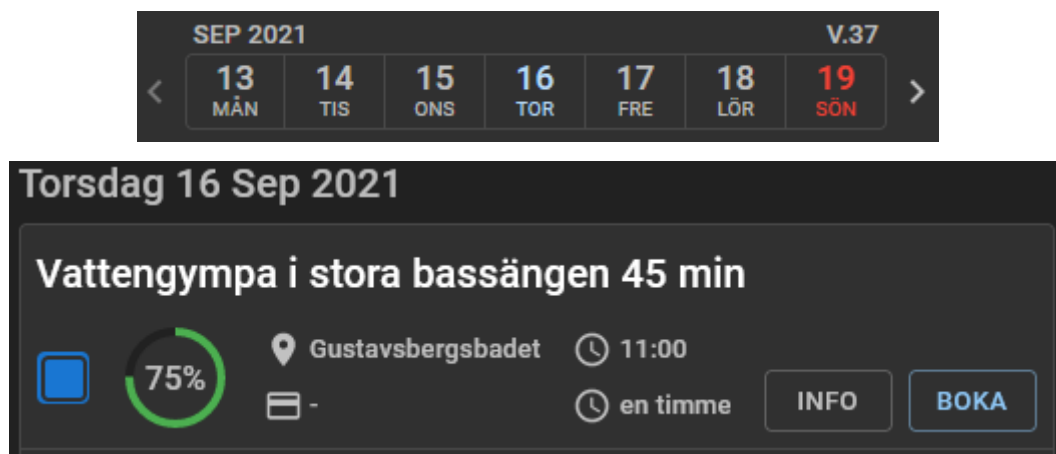 SEP 2021 V.37
13 14 15 16 17 18 19
MÅN TIS ONS TOR FRE LÖR SÖN
Torsdag 16 Sep 2021
Vattengympa i stora bassängen 45 min
75% Gustavsbergsbadet 11:00
- en timme INFO BOKA